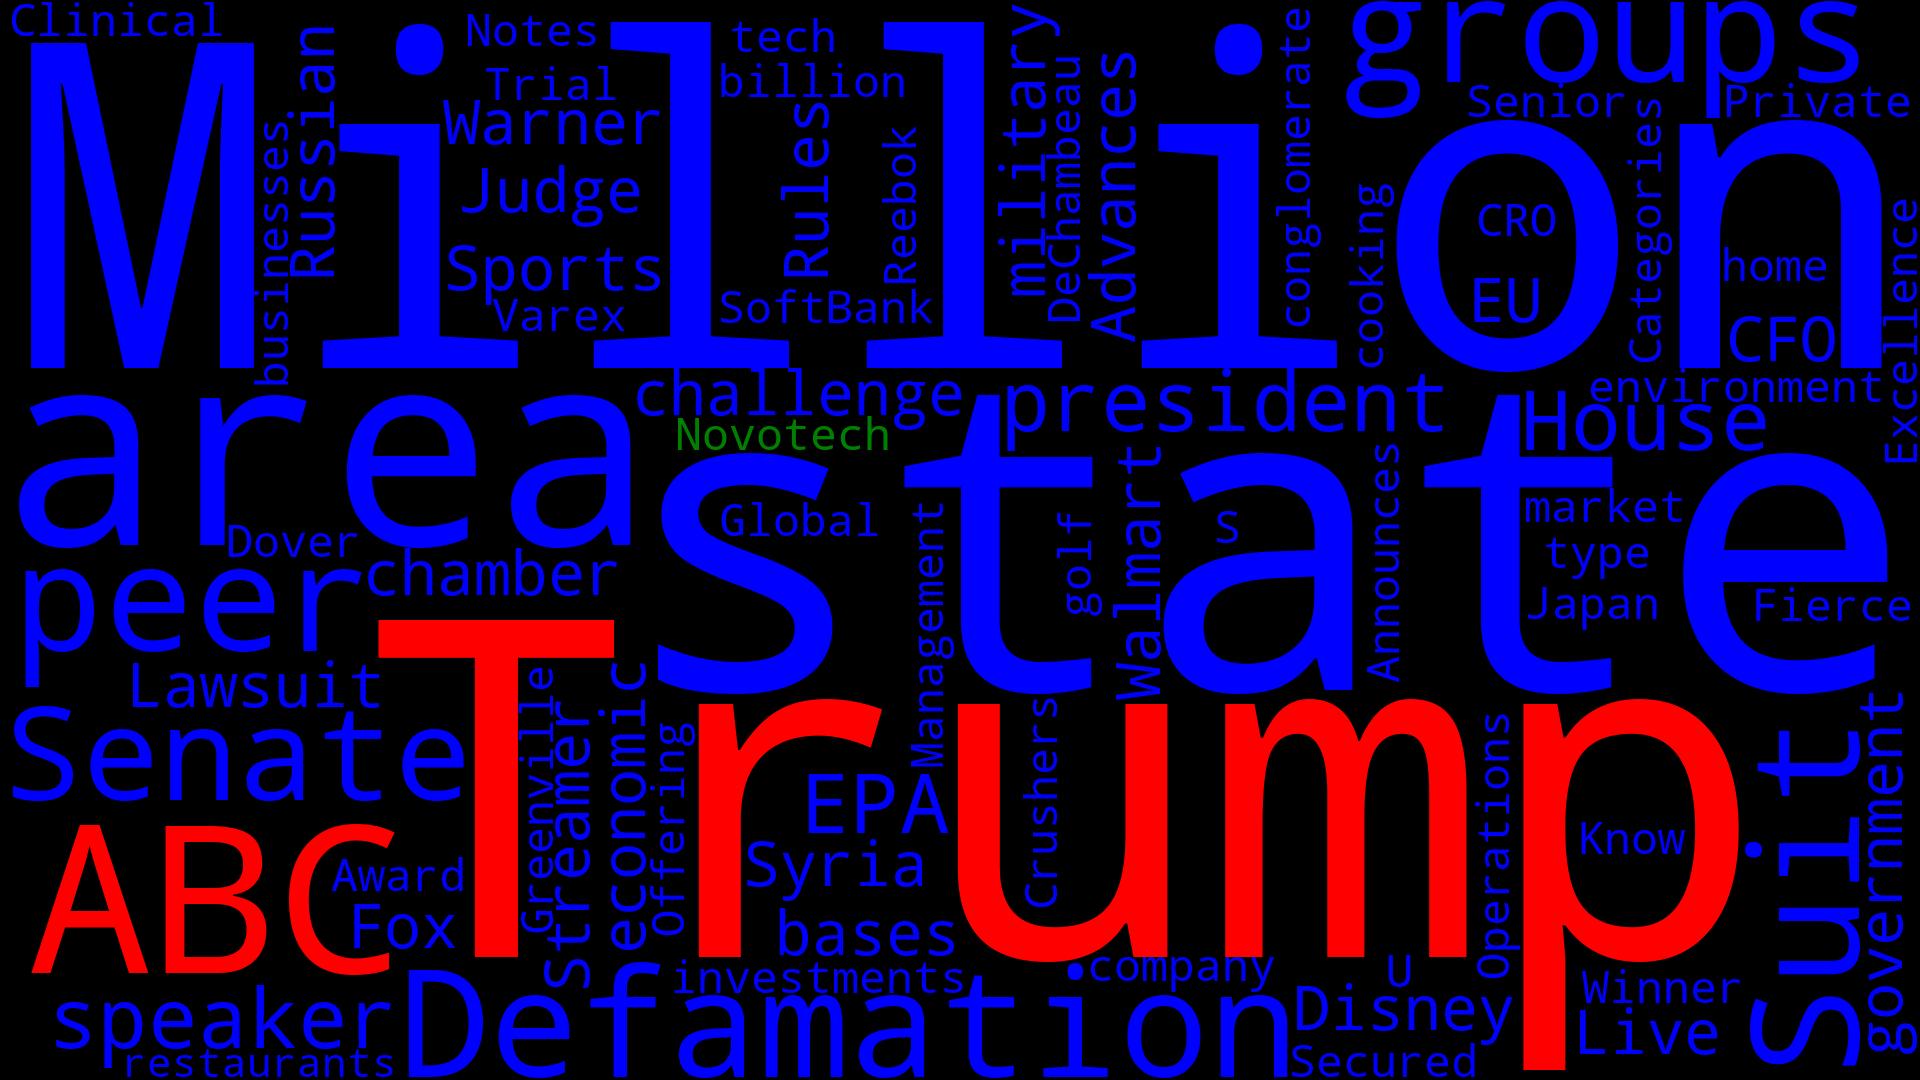 Clinical
Million
Notes
tech
groups
Russian
Trial
billion
military
conglomerate
Senior
Private
businesses
Warner
Rules
Reebok
DeChambeau
Advances
Categories
Judge
cooking
CRO
Excellence
Sports
home
Varex
SoftBank
EU
CFO
area
challenge
president
environment
Novotech
House
state
Dover
Global
Management
golf
Walmart
S
Announces
market
type
peer
chamber
Japan
Fierce
Trump
Lawsuit
Senate
Greenville
streamer
economic
Offering
Crushers
Operations
Suit
government
EPA
ABC
Award
Syria
Know
Fox
bases
investments
company
U
Winner
speaker
Defamation
Disney
Live
restaurants
Secured